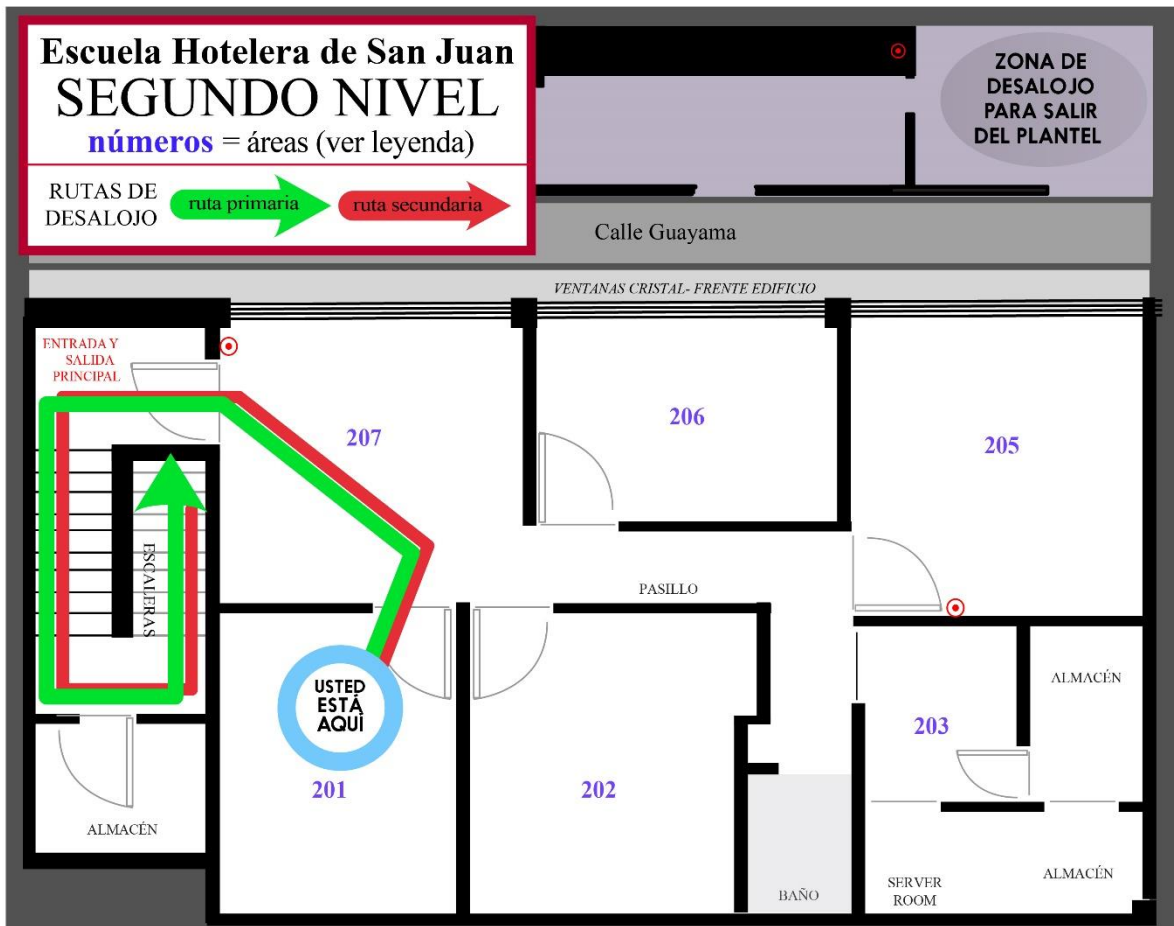 Escuela Hotelera de San Juan
SEGUNDO NIVEL
números = áreas (ver leyenda)
RUTAS DE
DESALOJO
ruta primaria
ruta secundaria
ZONA DE
DESALOJO
PARA SALIR
DEL PLANTEL
Calle Guayama
VENTANAS CRISTAL- FRENTE EDIFICIO
ENTRADA Y
SALIDA
PRINCIPAL
207
206
205
ESCALERAS
PASILLO
USTED
ESTÁ
AQUÍ
201
202
203
ALMACÉN
ALMACÉN
BAÑO
SERVER
ROOM
ALMACÉN